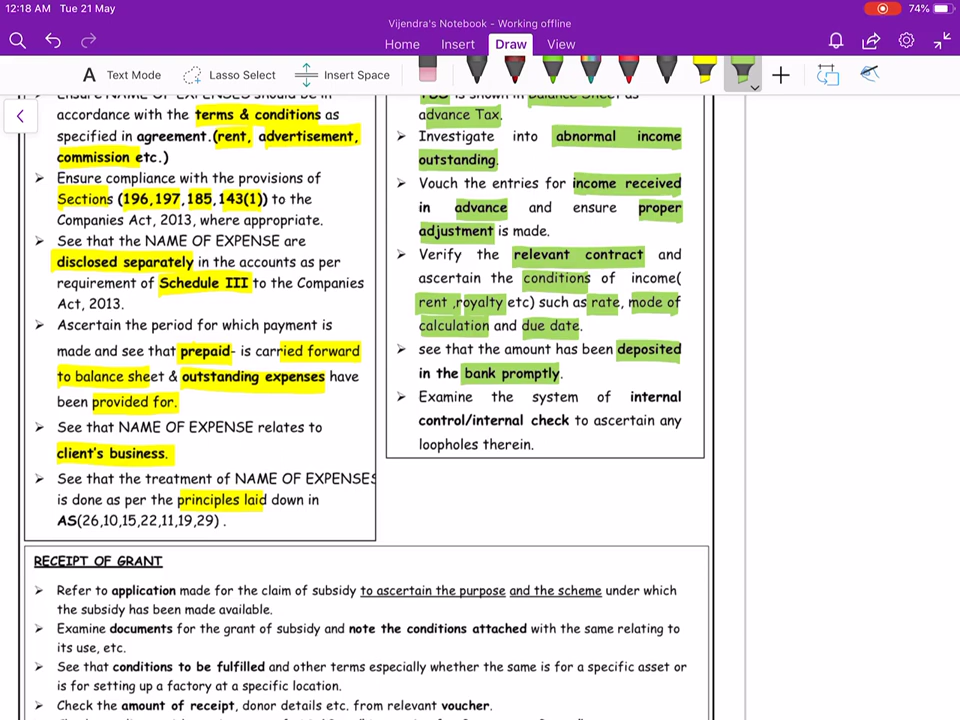 12:18 AM Tue 21 May
74%
Vijendra's Notebook - Working offline
Home Insert Draw View
Text Mode Lasso Select Insert Space
Ensure NAME OF EXPENSES should be in
accordance with the terms & conditions as
specified in agreement.(rent, advertisement,
commission etc.)
➢ Ensure compliance with the provisions of
Sections (196,197,185,143(1)) to the
Companies Act, 2013, where appropriate.
➢ See that the NAME OF EXPENSE are
disclosed separately in the accounts as per
requirement of Schedule III to the Companies
Act, 2013.
➢ Ascertain the period for which payment is
made and see that prepaid- is carried forward
to balance sheet & outstanding expenses have
been provided for.
➢ See that NAME OF EXPENSE relates to
client's business.
➢ See that the treatment of NAME OF EXPENSES
is done as per the principles laid down in
AS(26,10,15,22,11,19,29) .
TDS is shown in Balance Sheet as
advance Tax.
➢ Investigate into abnormal income
outstanding.
➢ Vouch the entries for income received
in advance and ensure proper
adjustment is made.
➢ Verify the relevant contract and
ascertain the conditions of income(
rent ,royalty etc) such as rate, mode of
calculation and due date.
➢ see that the amount has been deposited
in the bank promptly.
➢ Examine the system of internal
control/internal check to ascertain any
loopholes therein.
RECEIPT OF GRANT
➢ Refer to application made for the claim of subsidy to ascertain the purpose and the scheme under which
the subsidy has been made available.
➢ Examine documents for the grant of subsidy and note the conditions attached with the same relating to
its use, etc.
➢ See that conditions to be fulfilled and other terms especially whether the same is for a specific asset or
is for setting up a factory at a specific location.
➢ Check the amount of receipt, donor details etc. from relevant voucher.